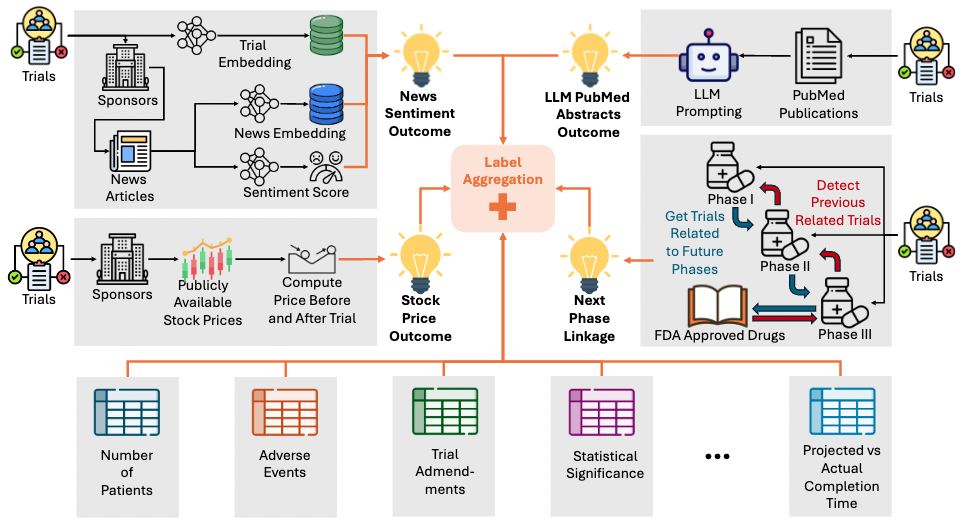 Trials
Sponsors
Trial
Embedding
News Embedding
News
Articles
Sentiment Score
News
Sentiment
Outcome
LLM PubMed
Abstracts
Outcome
LLM
Prompting
PubMed
Publications
Trials
Label
Aggregation
Trials
Sponsors
Publicly
Available
Stock Prices
Compute
Price Before
and After Trial
Stock
Price
Outcome
Next
Phase
Linkage
Get Trials
Related
to Future
Phases
Phase I
Detect
Previous
Related Trials
Phase II
Phase III
FDA Approved Drugs
Trials
Number
of
Patients
Adverse
Events
Trial
Admend-
ments
Statistical
Significance
...
Projected vs
Actual
Completion
Time